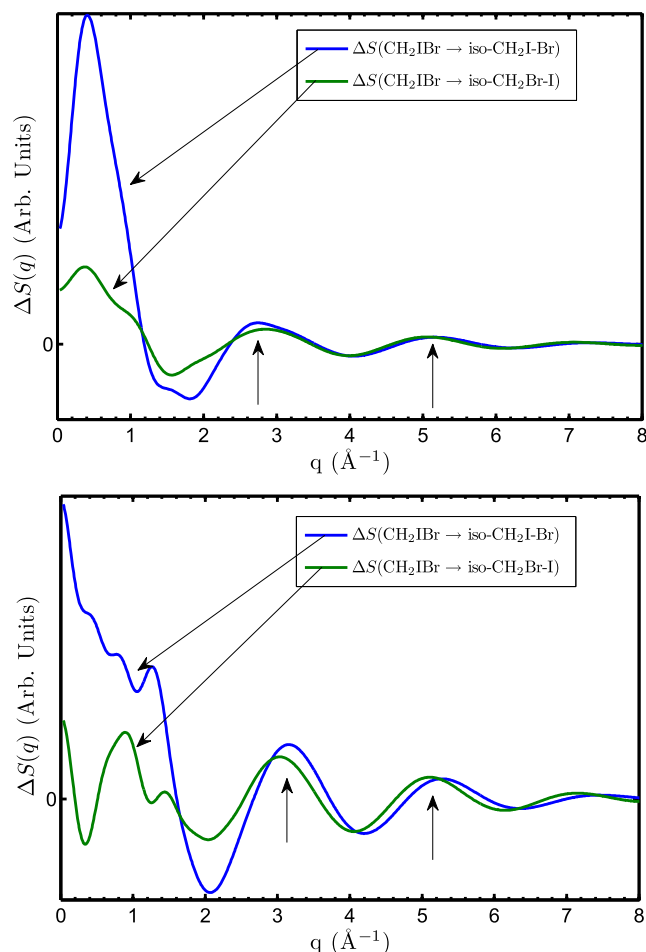 ΔS(CH₂IBr → iso-CH₂I-Br)
ΔS(CH₂IBr → iso-CH₂Br-I)
ΔS(q) (Arb. Units)
0
0 1 2 3 4 5 6 7 8
q (Å⁻¹)
ΔS(CH₂IBr → iso-CH₂I-Br)
ΔS(CH₂IBr → iso-CH₂Br-I)
ΔS(q) (Arb. Units)
0
0 1 2 3 4 5 6 7 8
q (Å⁻¹)